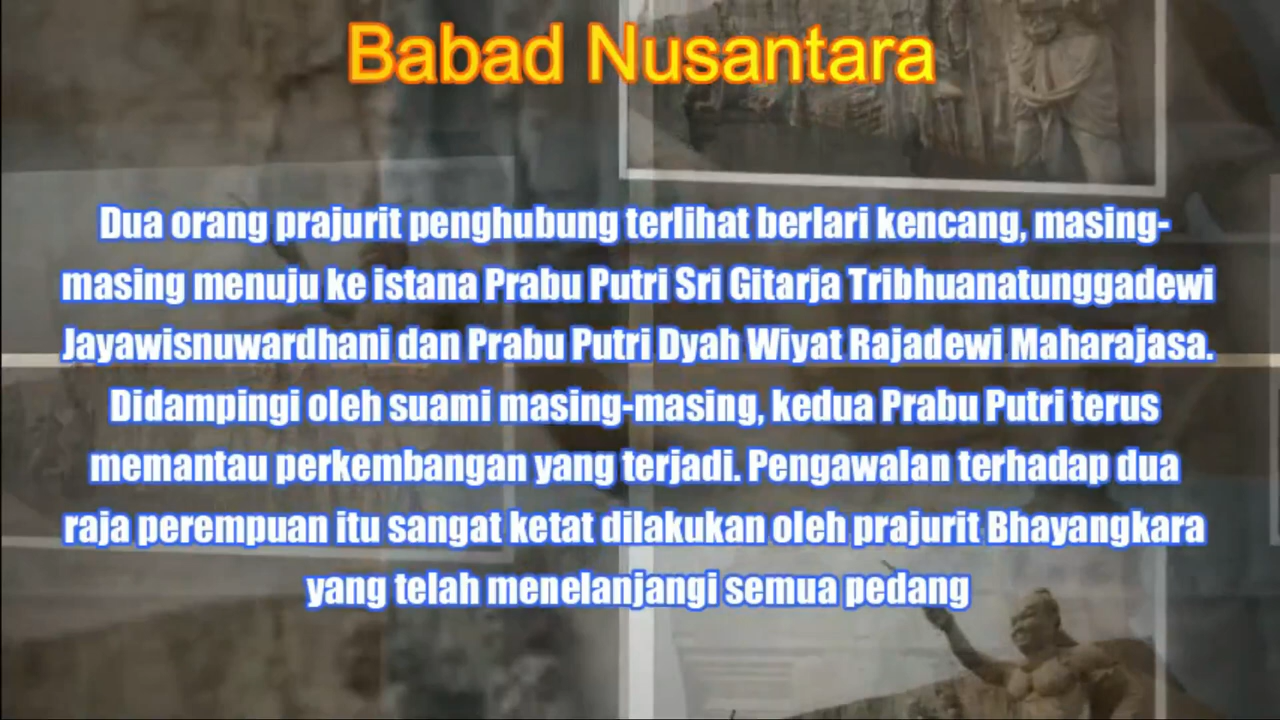 Babad Nusantara
Dua orang prajurit penghubung terlihat berlari kencang, masing-
masing menuju ke istana Prabu Putri Sri Gitarja Tribhuanatunggadewi
Jayawisnuwardhani dan Prabu Putri Dyah Wiyat Rajadewi Maharajasa.
Didampingi oleh suami masing-masing, kedua Prabu Putri terus
memantau perkembangan yang terjadi. Pengawalan terhadap dua
raja perempuan itu sangat ketat dilakukan oleh prajurit Bhayangkara
yang telah menelanjangi semua pedang